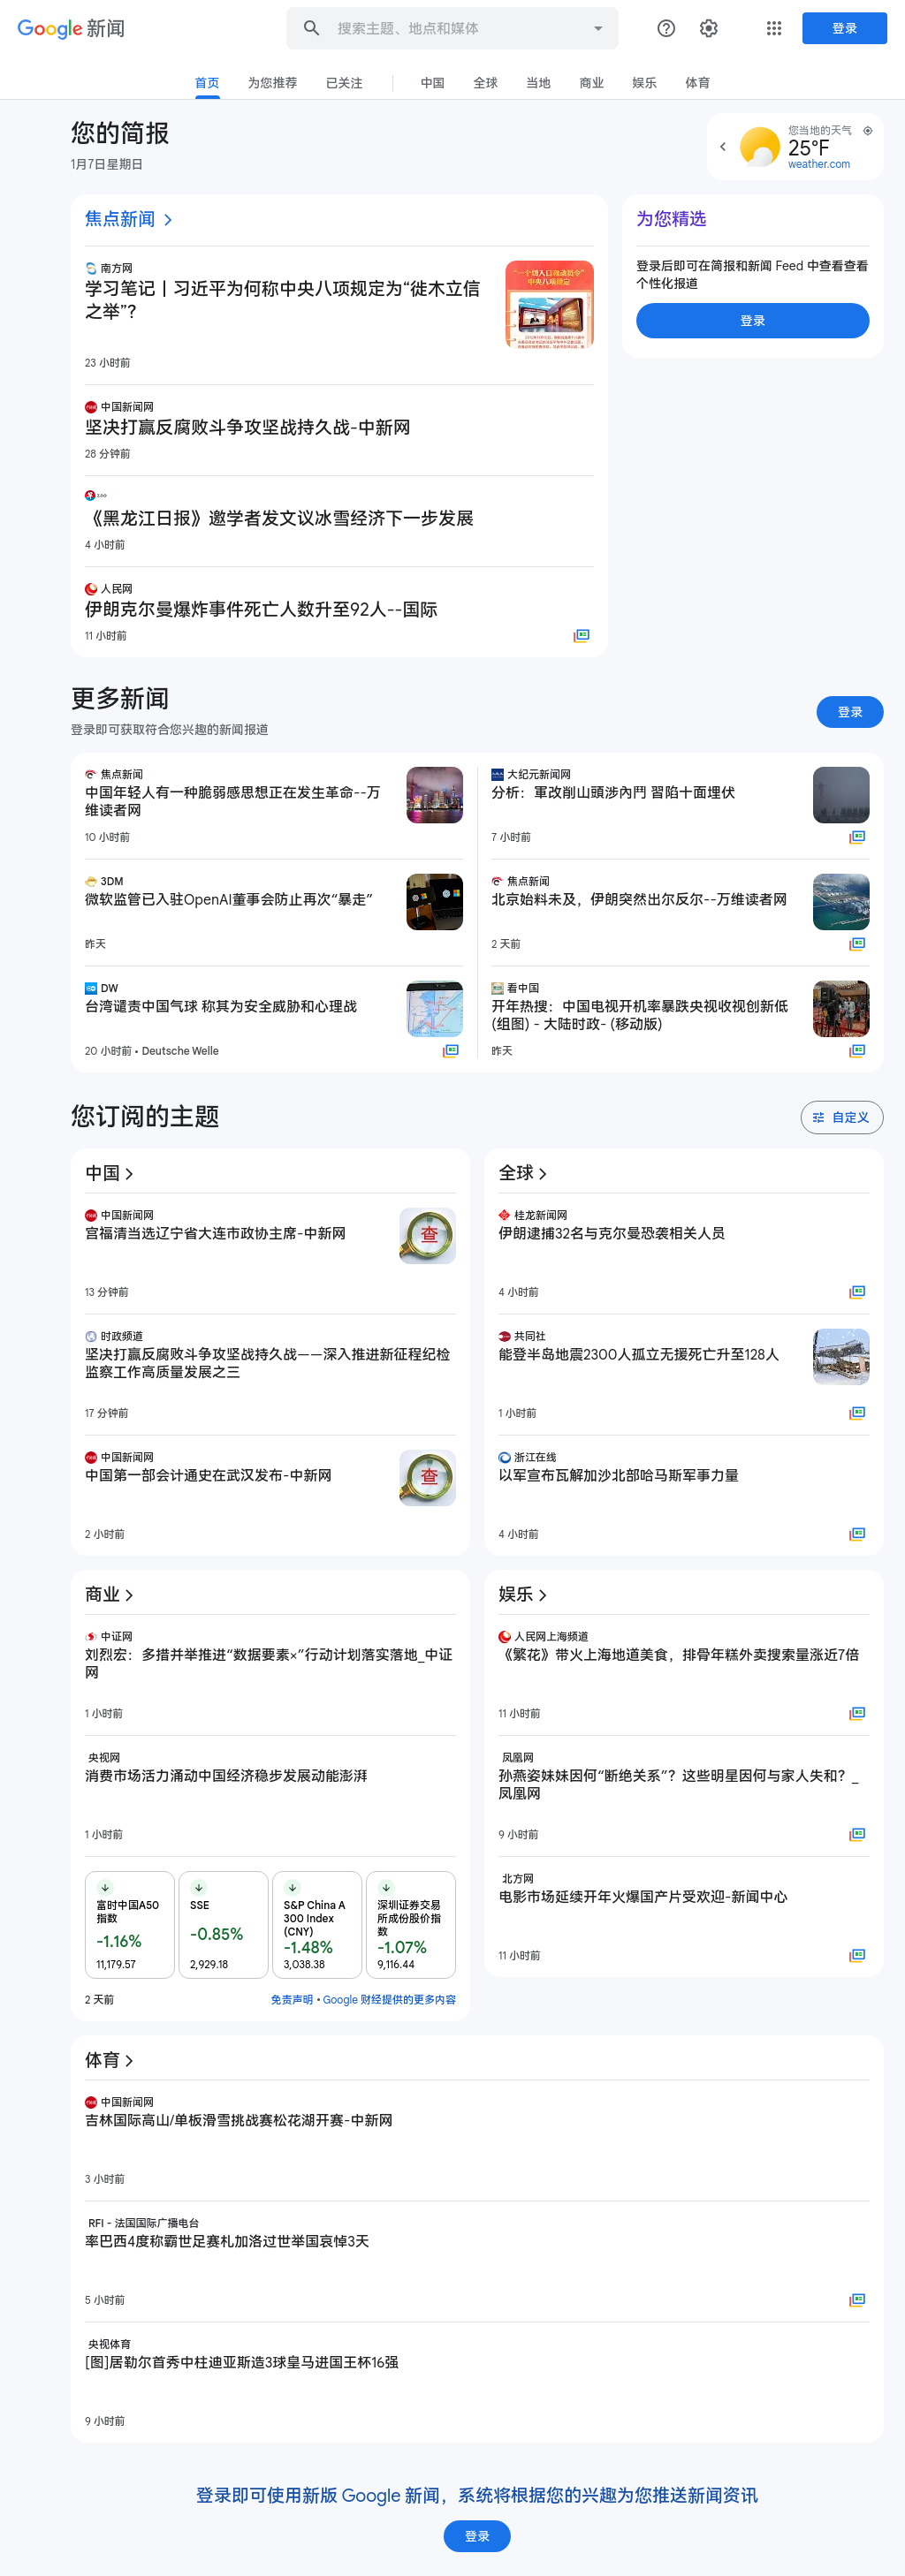 Google 新闻
搜索主题、地点和媒体
登录
首页
为您推荐
已关注
中国
全球
当地
商业
娱乐
体育
您的简报
1月7日星期日
您当地的天气
25°F
weather.com
焦点新闻
南方网
学习笔记丨习近平为何称中央八项规定为“徙木立信
之举”?
23 小时前
中国新闻网
坚决打赢反腐败斗争攻坚战持久战-中新网
28 分钟前
《黑龙江日报》邀学者发文议冰雪经济下一步发展
4 小时前
人民网
伊朗克尔曼爆炸事件死亡人数升至92人--国际
11 小时前
为您精选
登录后即可在简报和新闻 Feed 中查看查看
个性化报道
登录
更多新闻
登录即可获取符合您兴趣的新闻报道
登录
焦点新闻
中国年轻人有一种脆弱感思想正在发生革命--万
维读者网
10 小时前
3DM
微软监管已入驻OpenAI董事会防止再次“暴走”
昨天
DW
台湾谴责中国气球 称其为安全威胁和心理战
20 小时前 • Deutsche Welle
大纪元新闻网
分析：軍改削山頭涉內鬥 習陷十面埋伏
7 小时前
焦点新闻
北京始料未及，伊朗突然出尔反尔--万维读者网
2 天前
看中国
开年热搜：中国电视开机率暴跌央视收视创新低
(组图) - 大陆时政- (移动版)
昨天
您订阅的主题
自定义
中国
中国新闻网
宫福清当选辽宁省大连市政协主席-中新网
查
13 分钟前
时政频道
坚决打赢反腐败斗争攻坚战持久战——深入推进新征程纪检
监察工作高质量发展之三
17 分钟前
中国新闻网
中国第一部会计通史在武汉发布-中新网
查
2 小时前
全球
桂龙新闻网
伊朗逮捕32名与克尔曼恐袭相关人员
4 小时前
共同社
能登半岛地震2300人孤立无援死亡升至128人
1 小时前
浙江在线
以军宣布瓦解加沙北部哈马斯军事力量
4 小时前
商业
中证网
刘烈宏：多措并举推进“数据要素×”行动计划落实落地_中证
网
1 小时前
央视网
消费市场活力涌动中国经济稳步发展动能澎湃
1 小时前
富时中国A50
指数
-1.16%
11,179.57
SSE
-0.85%
2,929.18
S&P China A
300 Index
(CNY)
-1.48%
3,038.38
深圳证券交易
所成份股价指
数
-1.07%
9,116.44
2 天前
免责声明 • Google 财经提供的更多内容
娱乐
人民网上海频道
《繁花》带火上海地道美食，排骨年糕外卖搜索量涨近7倍
11 小时前
凤凰网
孙燕姿妹妹因何“断绝关系”？这些明星因何与家人失和？_
凤凰网
9 小时前
北方网
电影市场延续开年火爆国产片受欢迎-新闻中心
11 小时前
体育
中国新闻网
吉林国际高山/单板滑雪挑战赛松花湖开赛-中新网
3 小时前
RFI - 法国国际广播电台
率巴西4度称霸世足赛札加洛过世举国哀悼3天
5 小时前
央视体育
[图]居勒尔首秀中柱迪亚斯造3球皇马进国王杯16强
9 小时前
登录即可使用新版 Google 新闻，系统将根据您的兴趣为您推送新闻资讯
登录